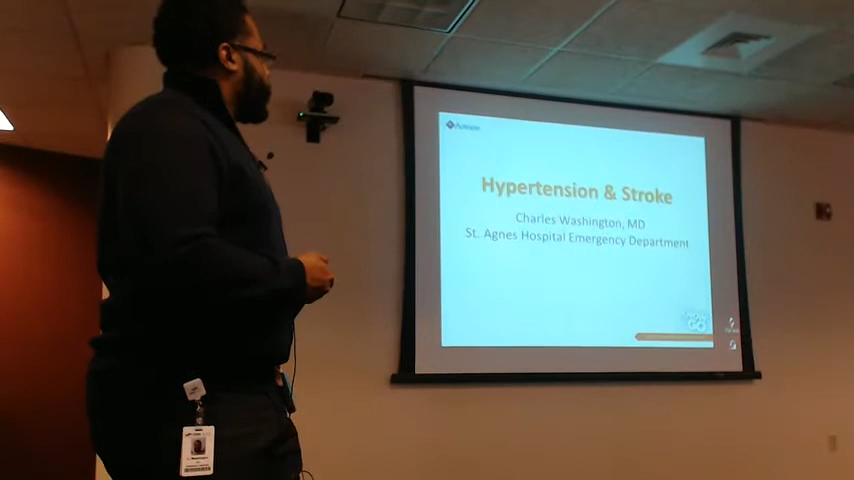 Hypertension & Stroke
Charles Washington, MD
St. Agnes Hospital Emergency Department